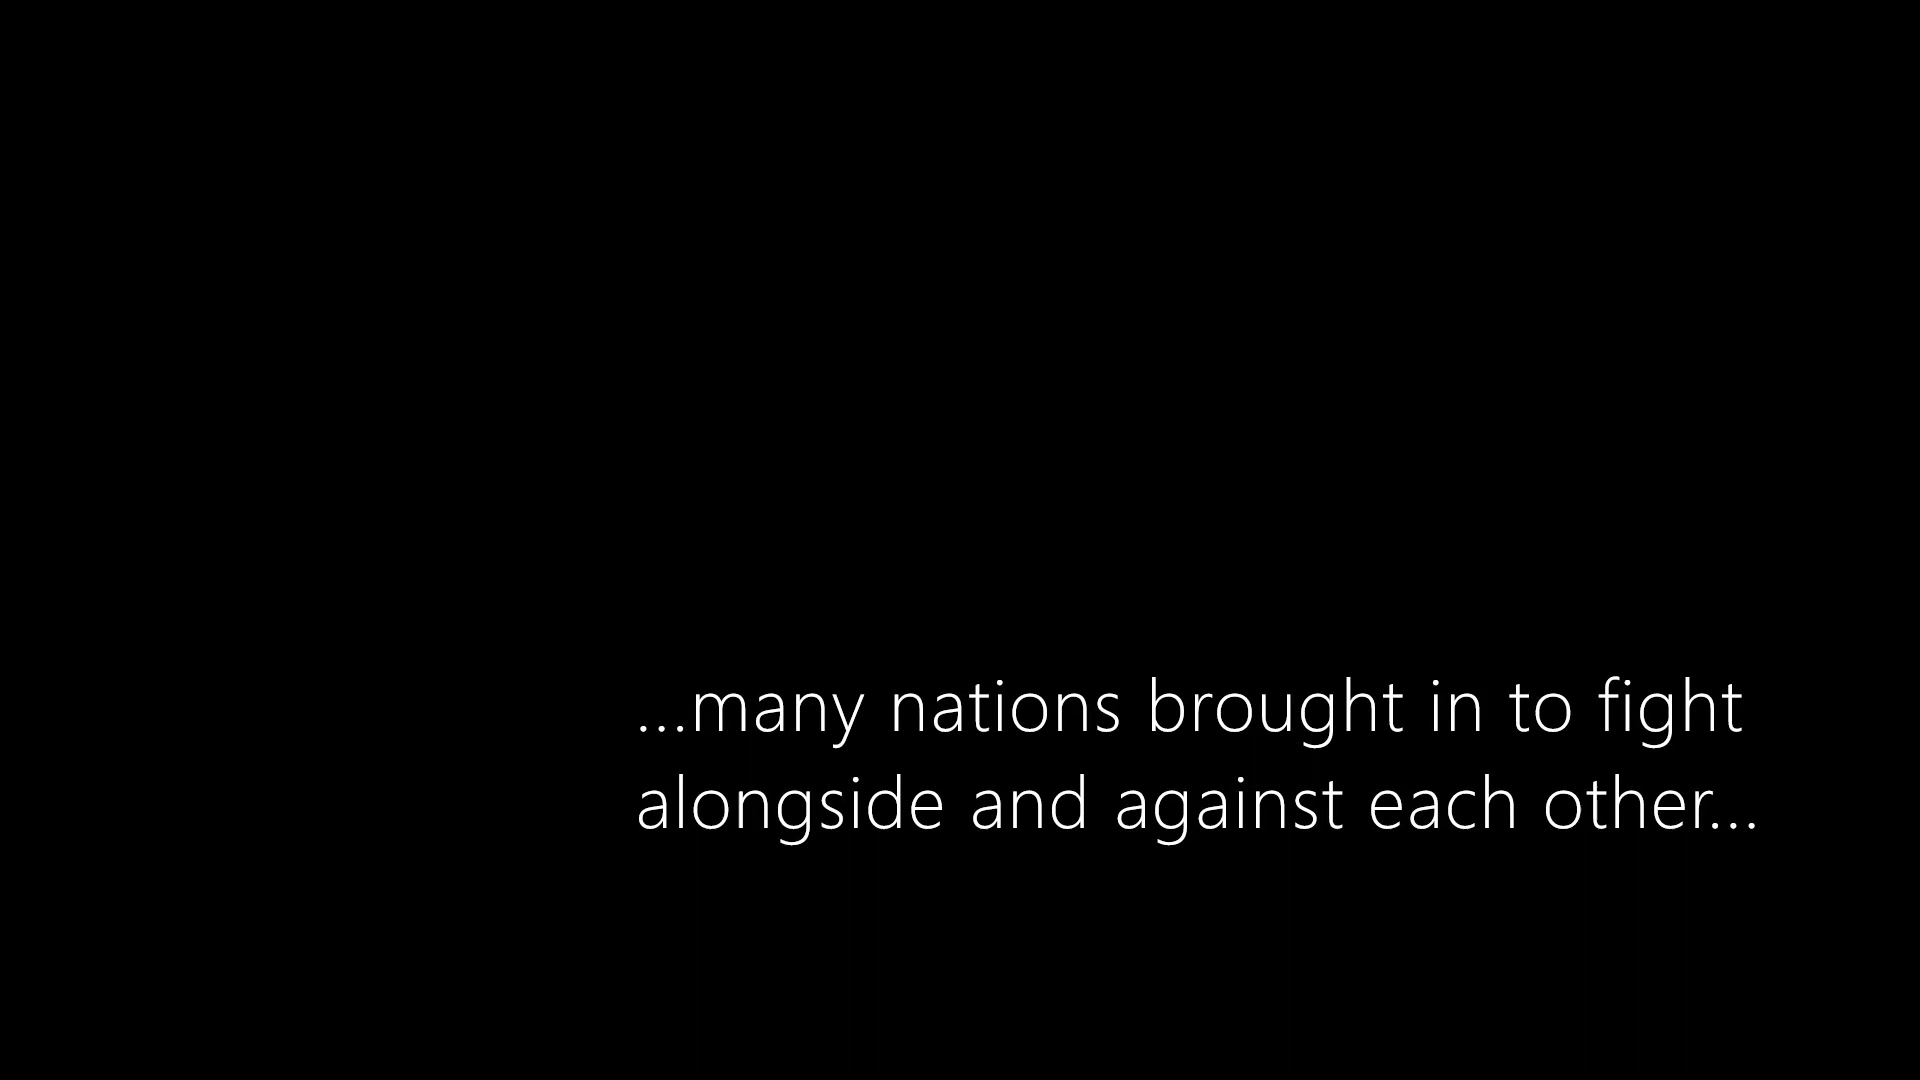 ...many nations brought in to fight
alongside and against each other...